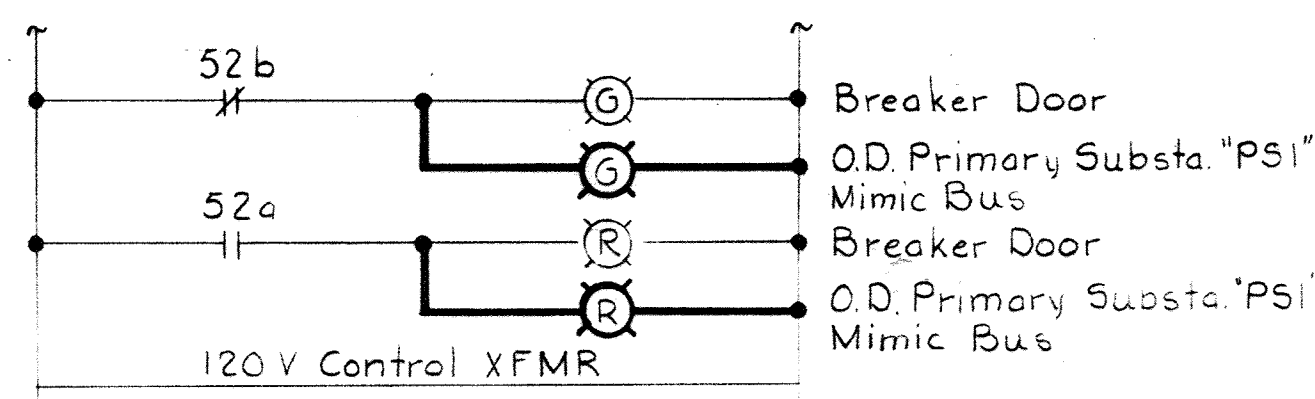 52b
G
Breaker Door
G
O.D. Primary Substa. "PS1"
Mimic Bus
52a
R
Breaker Door
R
O.D. Primary Substa. "PS1"
Mimic Bus
120 V Control XFMR